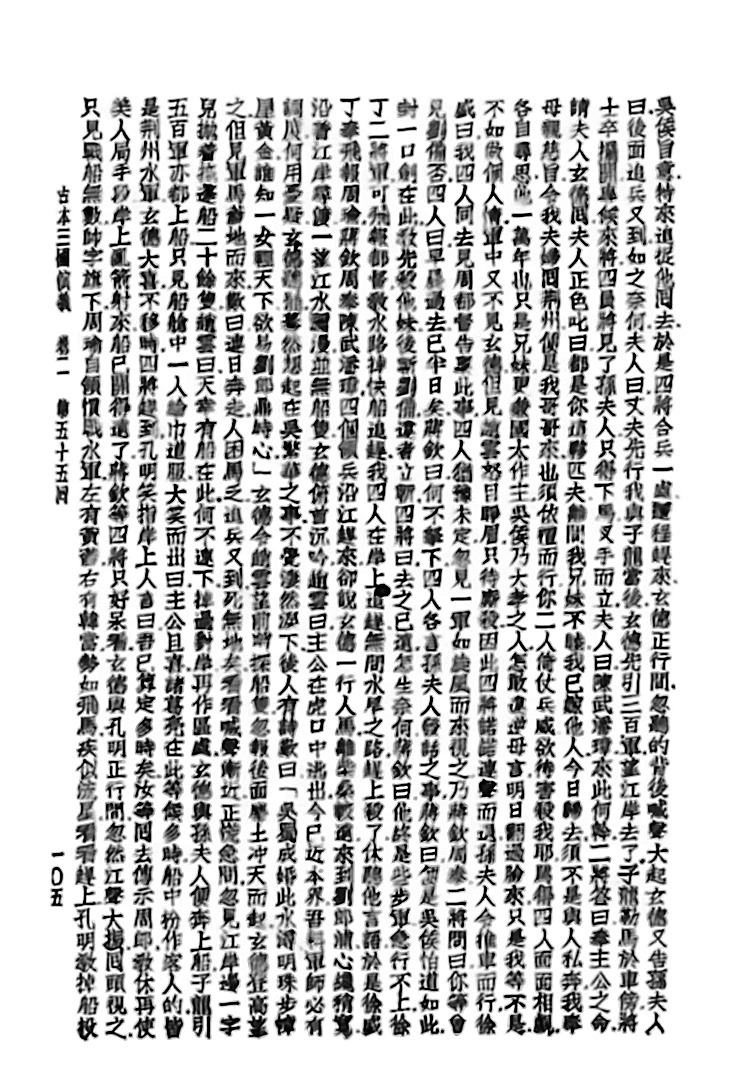 吳侯旨意特來追捉他囘去於是四將合兵一處趲程趕來玄德正行間忽聽的背後喊聲大起玄德又告孫夫人
曰後面追兵又到如之奈何夫人曰丈夫先行我與子龍當後玄德先引三百軍望江岸去了子龍勒馬於車傍將
士卒擺開專候來將四員將見了孫夫人只得下馬叉手而立夫人曰陳武潘璋來此何幹二將答曰奉主公之命
請夫人玄德囘夫人正色叱曰都是你這夥匹夫離間我兄妹不睦我已嫁他人今日歸去須不是與人私奔我奉
母親慈旨令我夫婦囘荆州便是我哥哥來也須依禮而行你二人倚仗兵威欲待害殺我耶罵得四人面面相覷
各自尋思他一萬年也只是兄妹更兼國太作主吳侯乃大孝之人怎敢違逆母言明日翻過臉來只是我等不是
不如做個人情軍中又不見玄德但見趙雲怒目睜眉只待廝殺因此四將諾諾連聲而退孫夫人令推車而行徐
盛曰我四人同去見周都督告稟此事四人猶豫未定忽見一軍如旋風而來視之乃蔣欽周泰二將問曰你等曾
見劉備否四人曰早晨過去已半日矣蔣欽曰何不拿下四人各言孫夫人發話之事蔣欽曰便是吳侯怕道如此
封一口劍在此敎先殺他妹後斬劉備違者立斬四將曰去之已遠怎生奈何蔣欽曰他終是些步軍急行不上徐
丁二將軍可飛報都督敎水路掉快船追趕我四人在岸上追趕無問水旱之路趕上殺了休聽他言語於是徐盛
丁奉飛報周瑜蔣欽周泰陳武潘璋四個領兵沿江趕來卻說玄德一行人馬離柴桑較遠來到劉郎浦心纔稍寬
沿着江岸尋渡一望江水瀰漫並無船隻玄德俯首沉吟趙雲曰主公在虎口中逃出今已近本界吾料軍師必有
調度何用憂疑玄德聽罷驀然想起在吳繁華之事不覺淒然淚下後人有詩歎曰「吳蜀成婚此水潯明珠步幛
屋黃金誰知一女輕天下欲易劉郎鼎峙心」玄德令趙雲望前哨探船隻忽報後面塵土冲天而起玄德登高望
之但見軍馬蓋地而來歎曰連日奔走人困馬乏追兵又到死無地矣看看喊聲漸近正慌急間忽見江岸邊一字
兒拋着拖篷船二十餘隻趙雲曰天幸有船在此何不速下掉過對岸再作區處玄德與孫夫人便奔上船子龍引
五百軍亦都上船只見船艙中一人綸巾道服大笑而出曰主公且喜諸葛亮在此等候多時船中扮作客人的皆
是荆州水軍玄德大喜不移時四將趕到孔明笑指岸上人言曰吾已算定多時矣汝等囘去傳示周郎敎休再使
美人局手段岸上亂箭射來船已開得遠了蔣欽等四將只好呆看玄德與孔明正行間忽然江聲大振囘頭視之
只見戰船無數帥字旗下周瑜自領慣戰水軍左有黃蓋右有韓當勢如飛馬疾似流星看看趕上孔明敎掉船投
古本三國演義　卷二　第五十五囘
一〇五